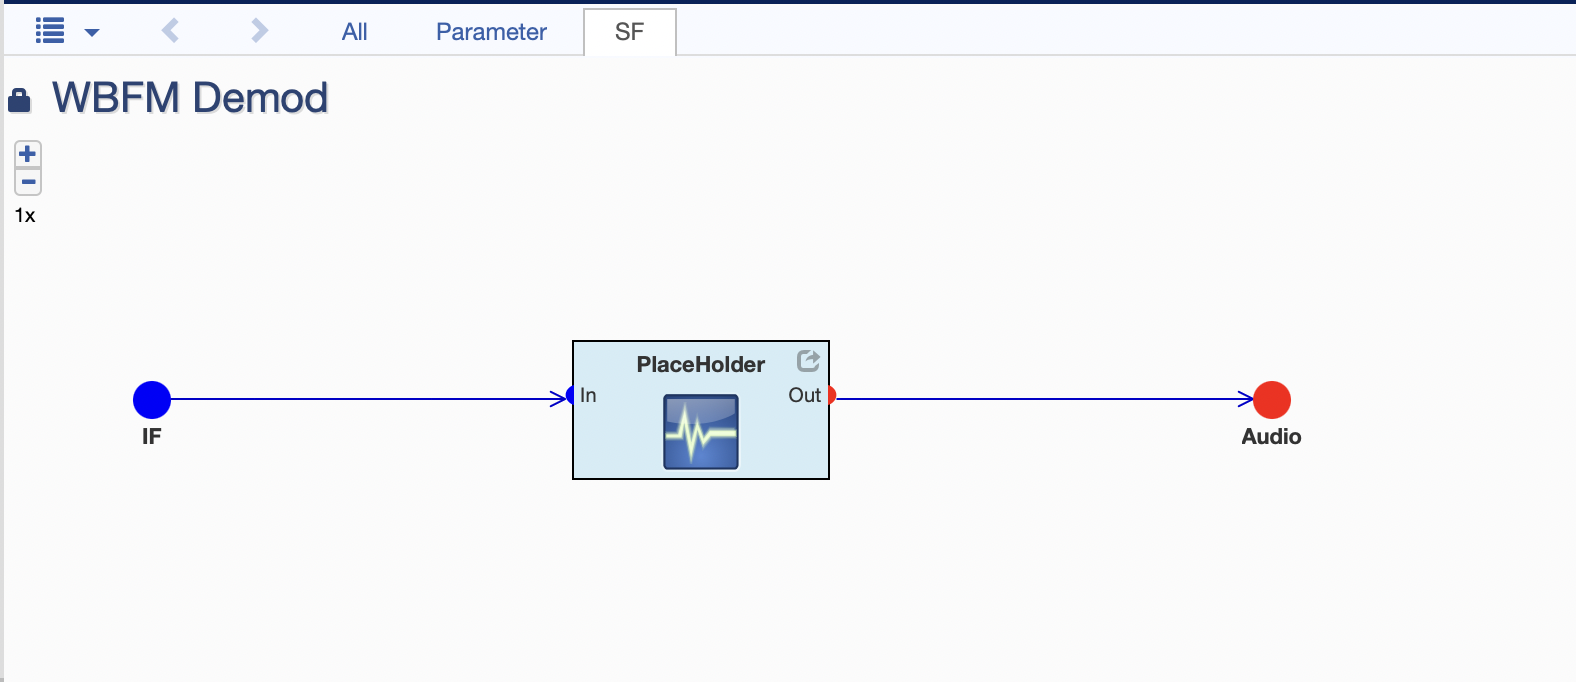 All Parameter SF
WBFM Demod
1x
PlaceHolder
In Out
IF
Audio